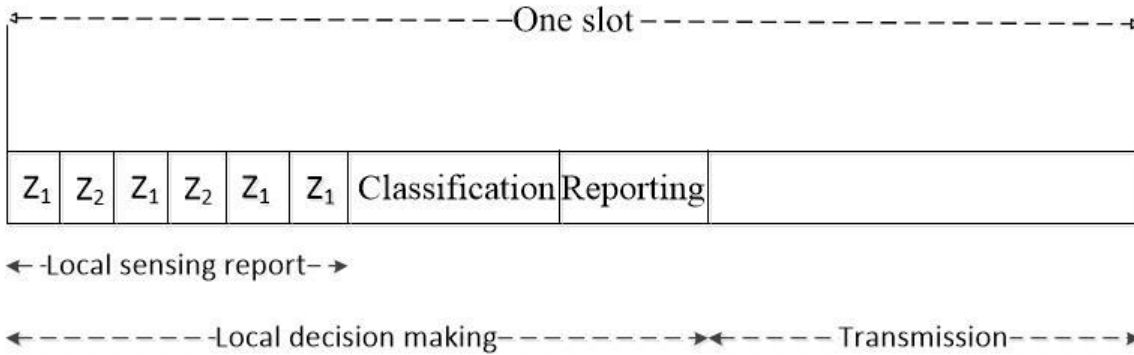 One slot
Z₁ Z₂ Z₁ Z₂ Z₁ Z₁ Classification Reporting
Local sensing report
Local decision making Transmission